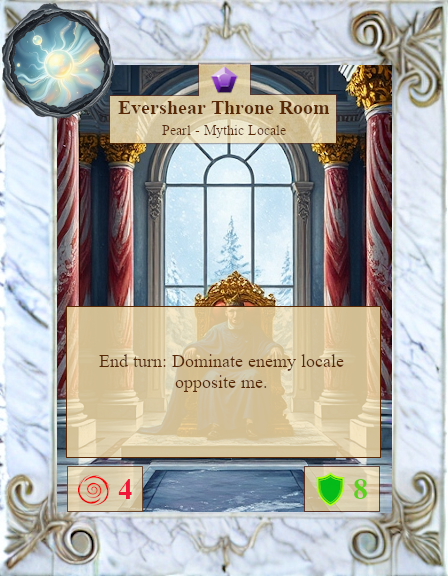 Evershear Throne Room
Pearl - Mythic Locale
End turn: Dominate enemy locale
opposite me.
4
8